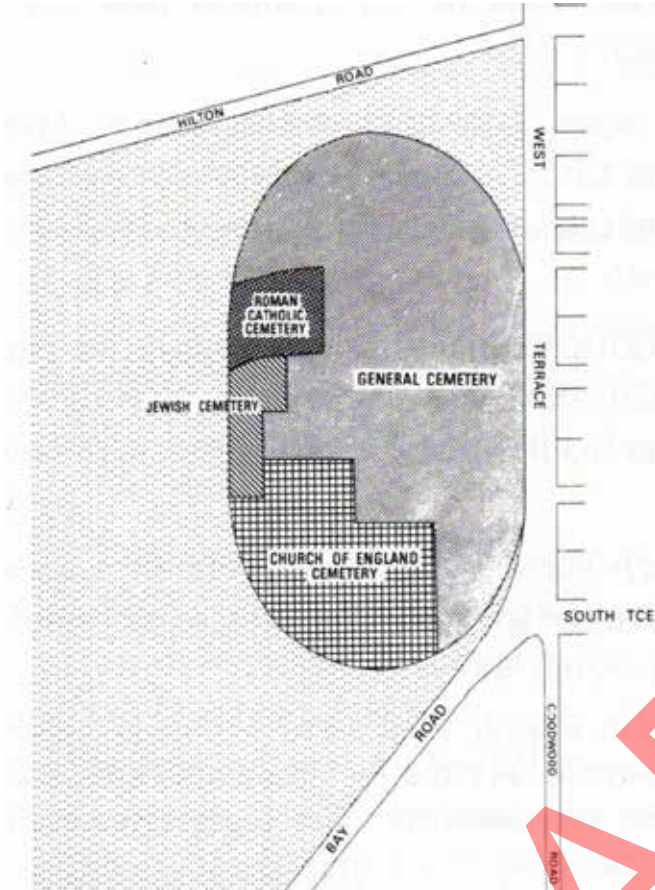 HILTON ROAD
WEST
TERRACE
ROMAN
CATHOLIC
CEMETERY
GENERAL CEMETERY
JEWISH CEMETERY
CHURCH OF ENGLAND
CEMETERY
SOUTH TCE
BAY ROAD
GOODWOOD ROAD